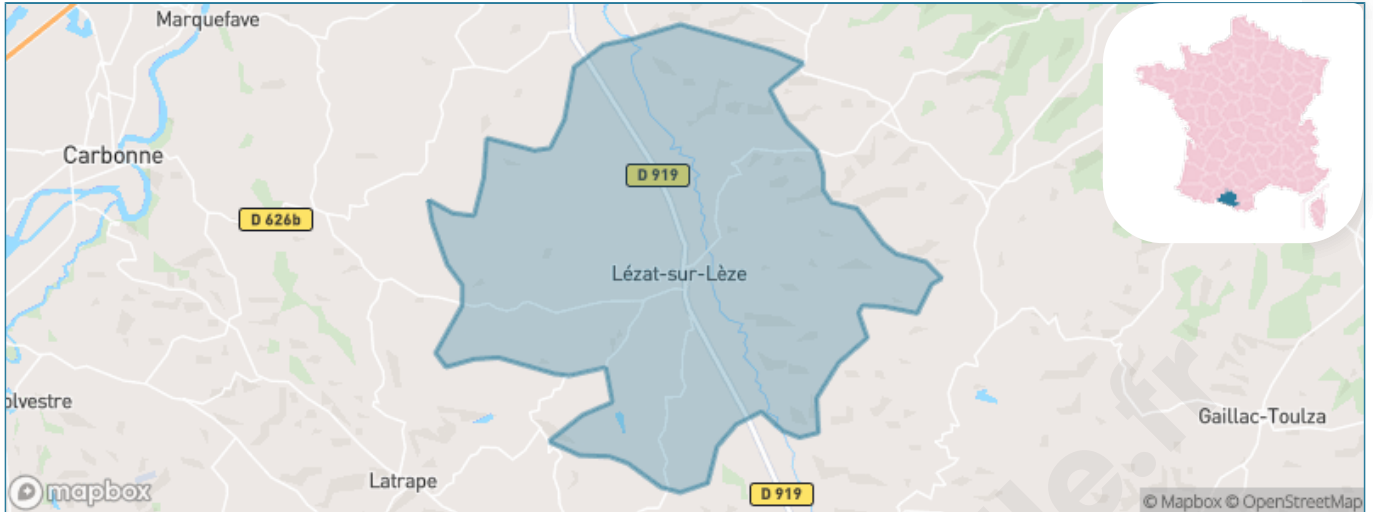 Marquefave
Carbonne
D 919
D 626b
Lézat-sur-Lèze
olvestre
Gaillac-Toulza
Latrape
D 919
mapbox
© Mapbox © OpenStreetMap